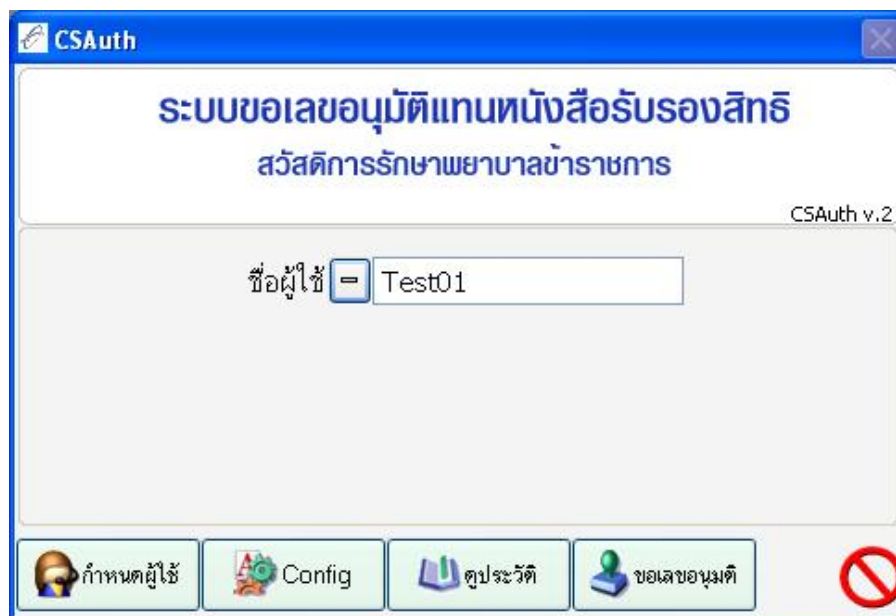 CSAuth
ระบบขอเลขอนุมัติแทนหนังสือรับรองสิทธิ
สวัสดิการรักษาพยาบาลข้าราชการ
CSAuth v.2
ชื่อผู้ใช้ Test01
กำหนดผู้ใช้ Config ดูประวัติ ขอเลขอนุมติ